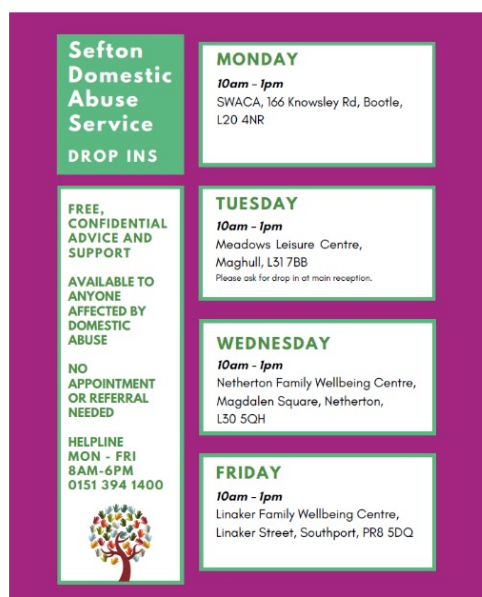 Sefton
Domestic
Abuse
Service
DROP INS
FREE,
CONFIDENTIAL
ADVICE AND
SUPPORT
AVAILABLE TO
ANYONE
AFFECTED BY
DOMESTIC
ABUSE
NO
APPOINTMENT
OR REFERRAL
NEEDED
HELPLINE
MON - FRI
8AM-6PM
0151 394 1400
MONDAY
10am - 1pm
SWACA, 166 Knowsley Rd, Bootle,
L20 4NR
TUESDAY
10am - 1pm
Meadows Leisure Centre,
Maghull, L31 7BB
Please ask for drop in at main reception.
WEDNESDAY
10am - 1pm
Netherton Family Wellbeing Centre,
Magdalen Square, Netherton,
L30 5QH
FRIDAY
10am - 1pm
Linaker Family Wellbeing Centre,
Linaker Street, Southport, PR8 5DQ